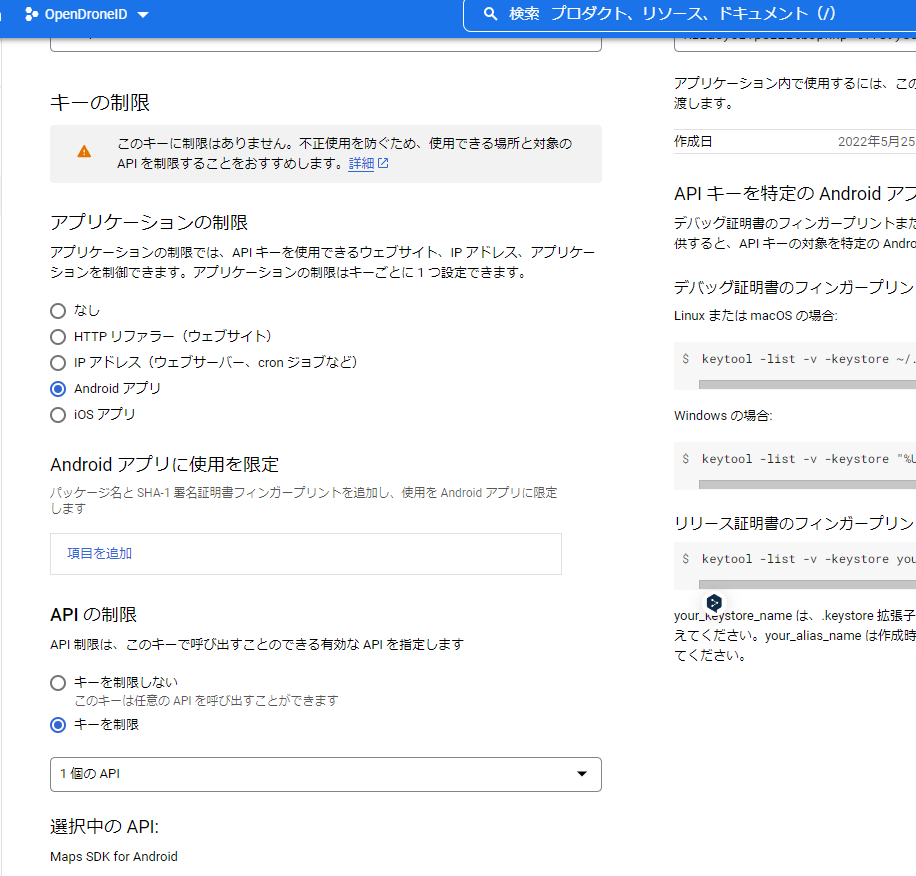 OpenDroneID
検索 プロダクト、リソース、ドキュメント (/)
キーの制限
このキーに制限はありません。不正使用を防ぐため、使用できる場所と対象の
API を制限することをおすすめします。詳細
アプリケーションの制限
アプリケーションの制限では、API キーを使用できるウェブサイト、IP アドレス、アプリケー
ションを制御できます。アプリケーションの制限はキーごとに 1 つ設定できます。
なし
HTTP リファラー（ウェブサイト）
IP アドレス（ウェブサーバー、cron ジョブなど）
Android アプリ
iOS アプリ
Android アプリに使用を限定
パッケージ名と SHA-1 署名証明書フィンガープリントを追加し、使用を Android アプリに限定
します
項目を追加
API の制限
API 制限は、このキーで呼び出すことのできる有効な API を指定します
キーを制限しない
このキーは任意の API を呼び出すことができます
キーを制限
1 個の API
選択中の API:
Maps SDK for Android
アプリケーション内で使用するには、この
渡します。
作成日
2022年5月25
API キーを特定の Android アプ
デバッグ証明書のフィンガープリントまた
供すると、API キーの対象を特定の Andro
デバッグ証明書のフィンガープリン
Linux または macOS の場合:
$ keytool -list -v -keystore ~/.
Windows の場合:
$ keytool -list -v -keystore "%U
リリース証明書のフィンガープリン
$ keytool -list -v -keystore you
your_keystore_name は、.keystore 拡張子
えてください。your_alias_name は作成時
てください。